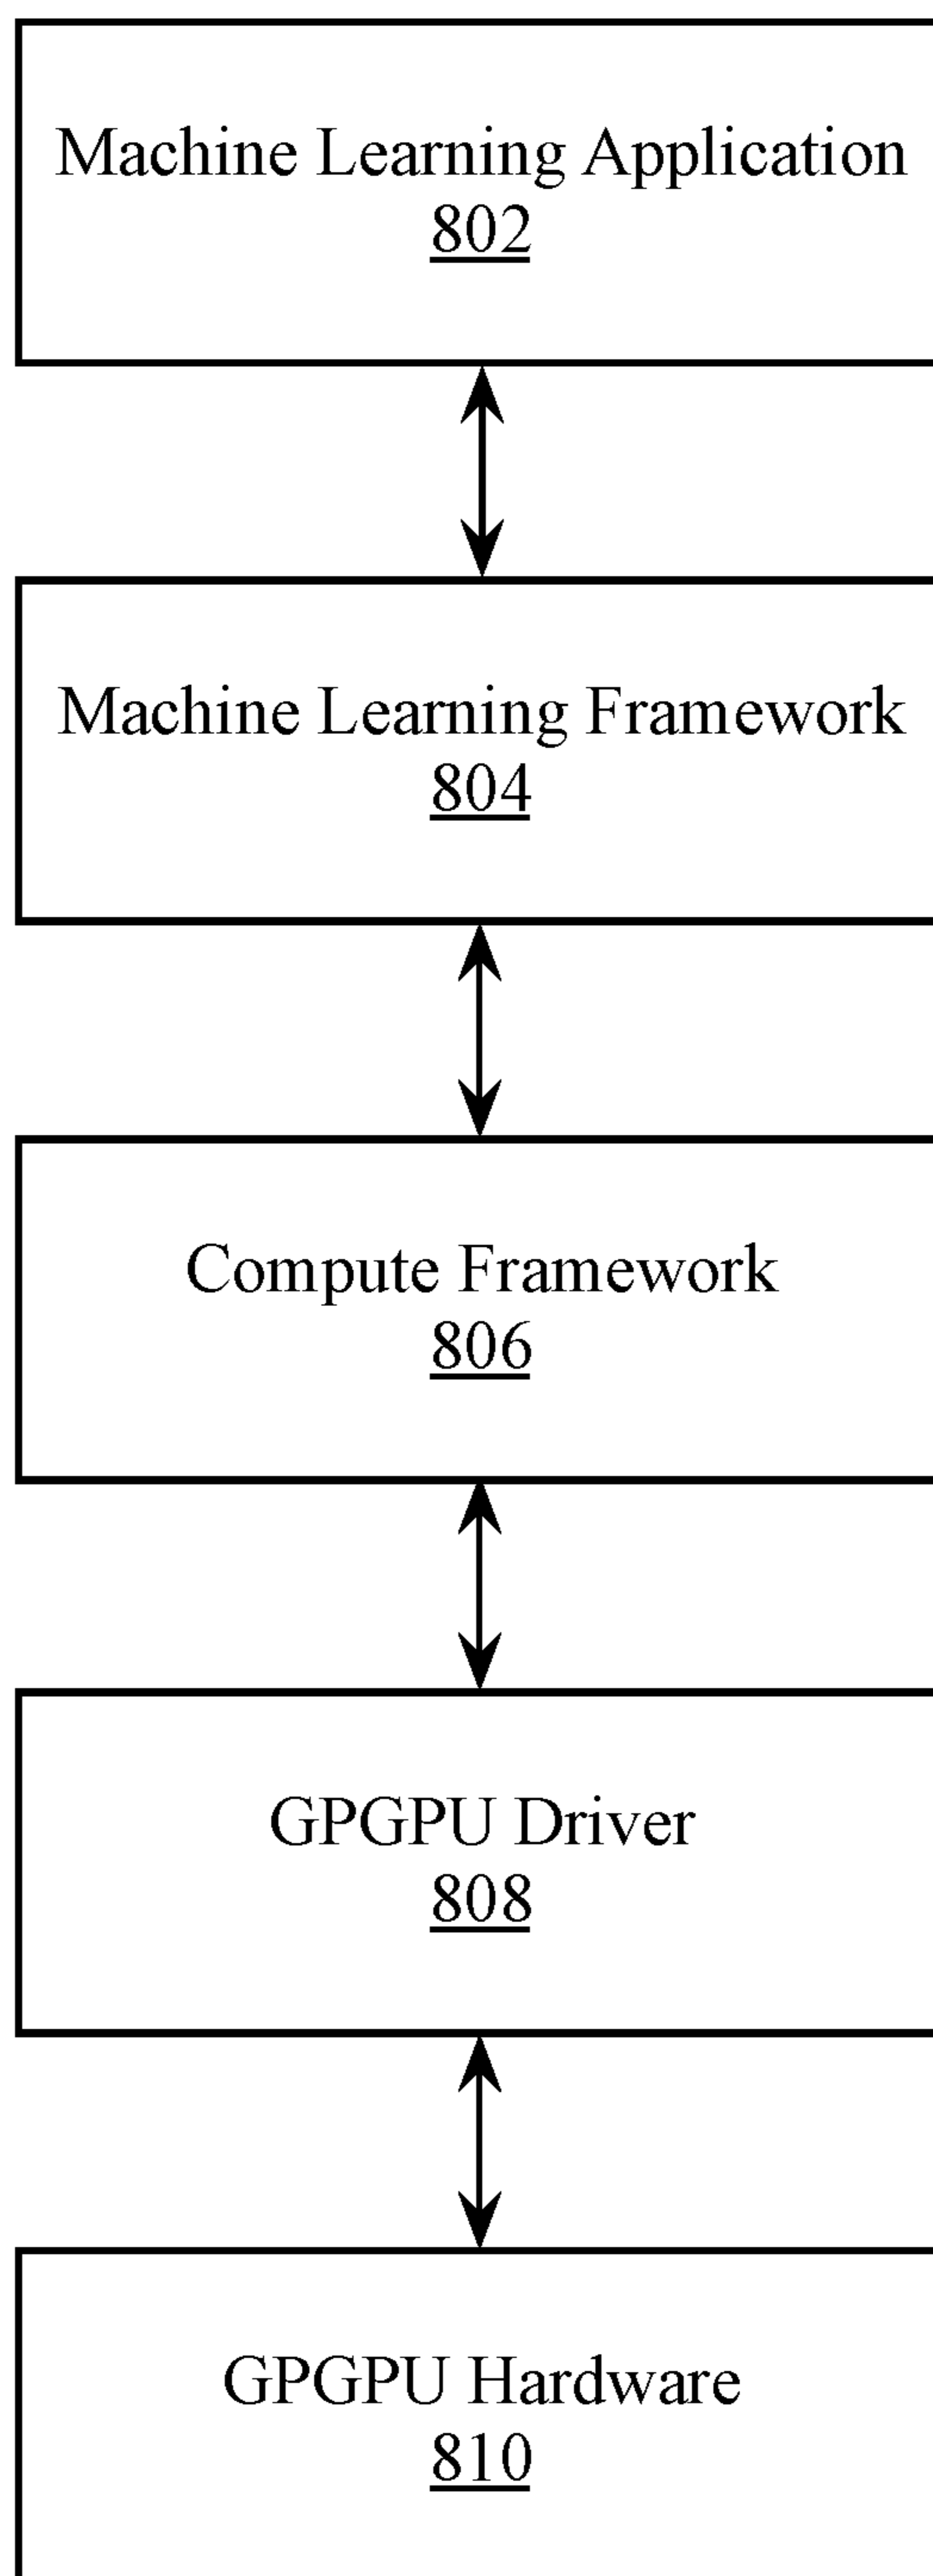 Machine Learning Application
802
Machine Learning Framework
804
Compute Framework
806
GPGPU Driver
808
GPGPU Hardware
810